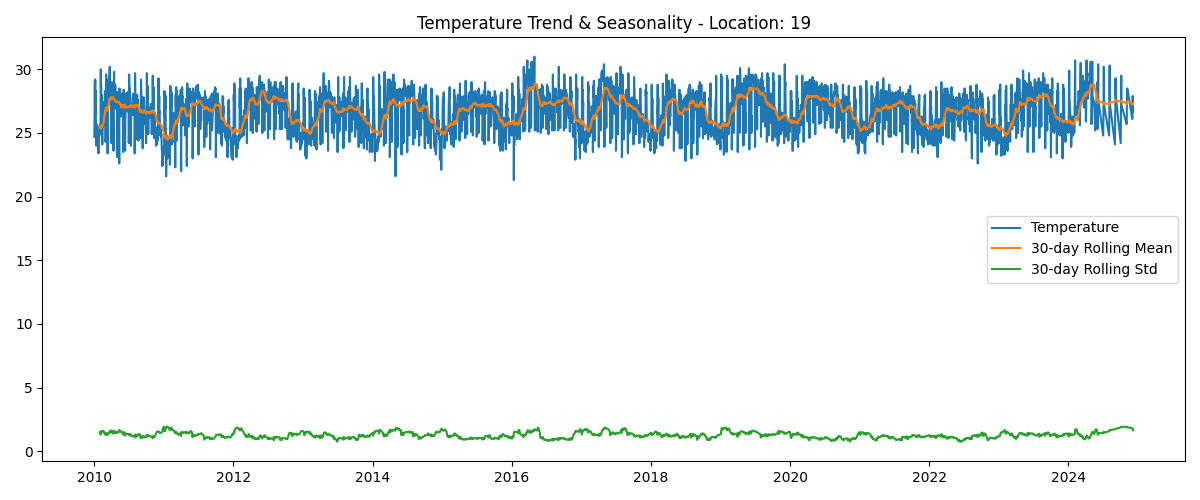 Temperature Trend & Seasonality - Location: 19
30
25
20
15
10
5
0
Temperature
30-day Rolling Mean
30-day Rolling Std
2010 2012 2014 2016 2018 2020 2022 2024